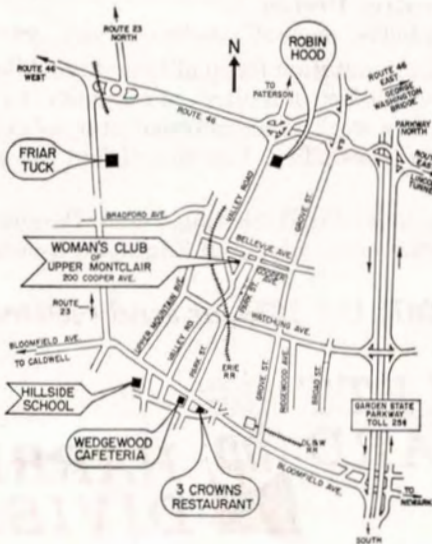 ROUTE 23
NORTH
ROUTE 46
WEST
N
ROBIN
HOOD
TO
PATERSON
ROUTE 46
EAST
GEORGE
WASHINGTON
BRIDGE
PARKWAY
NORTH
ROUTE 46
FRIAR
TUCK
VALLEY ROAD
GROVE ST.
BRADFORD AVE.
BELLEVUE AVE.
WOMAN'S CLUB
OF
UPPER MONTCLAIR
200 COOPER AVE.
COOPER
AVE.
PARK ST.
ROUTE
23
UPPER MOUNTAIN AVE.
VALLEY RD
PARK ST.
WATCHUNG AVE.
BLOOMFIELD AVE.
TO CALDWELL
ERIE
R.R.
GROVE ST.
RIDGEWOOD AVE.
BROAD ST.
HILLSIDE
SCHOOL
GARDEN STATE
PARKWAY
TOLL 25¢
WEDGEWOOD
CAFETERIA
DL&W
RR
3 CROWNS
RESTAURANT
BLOOMFIELD AVE.
TO
NEWARK
SOUTH